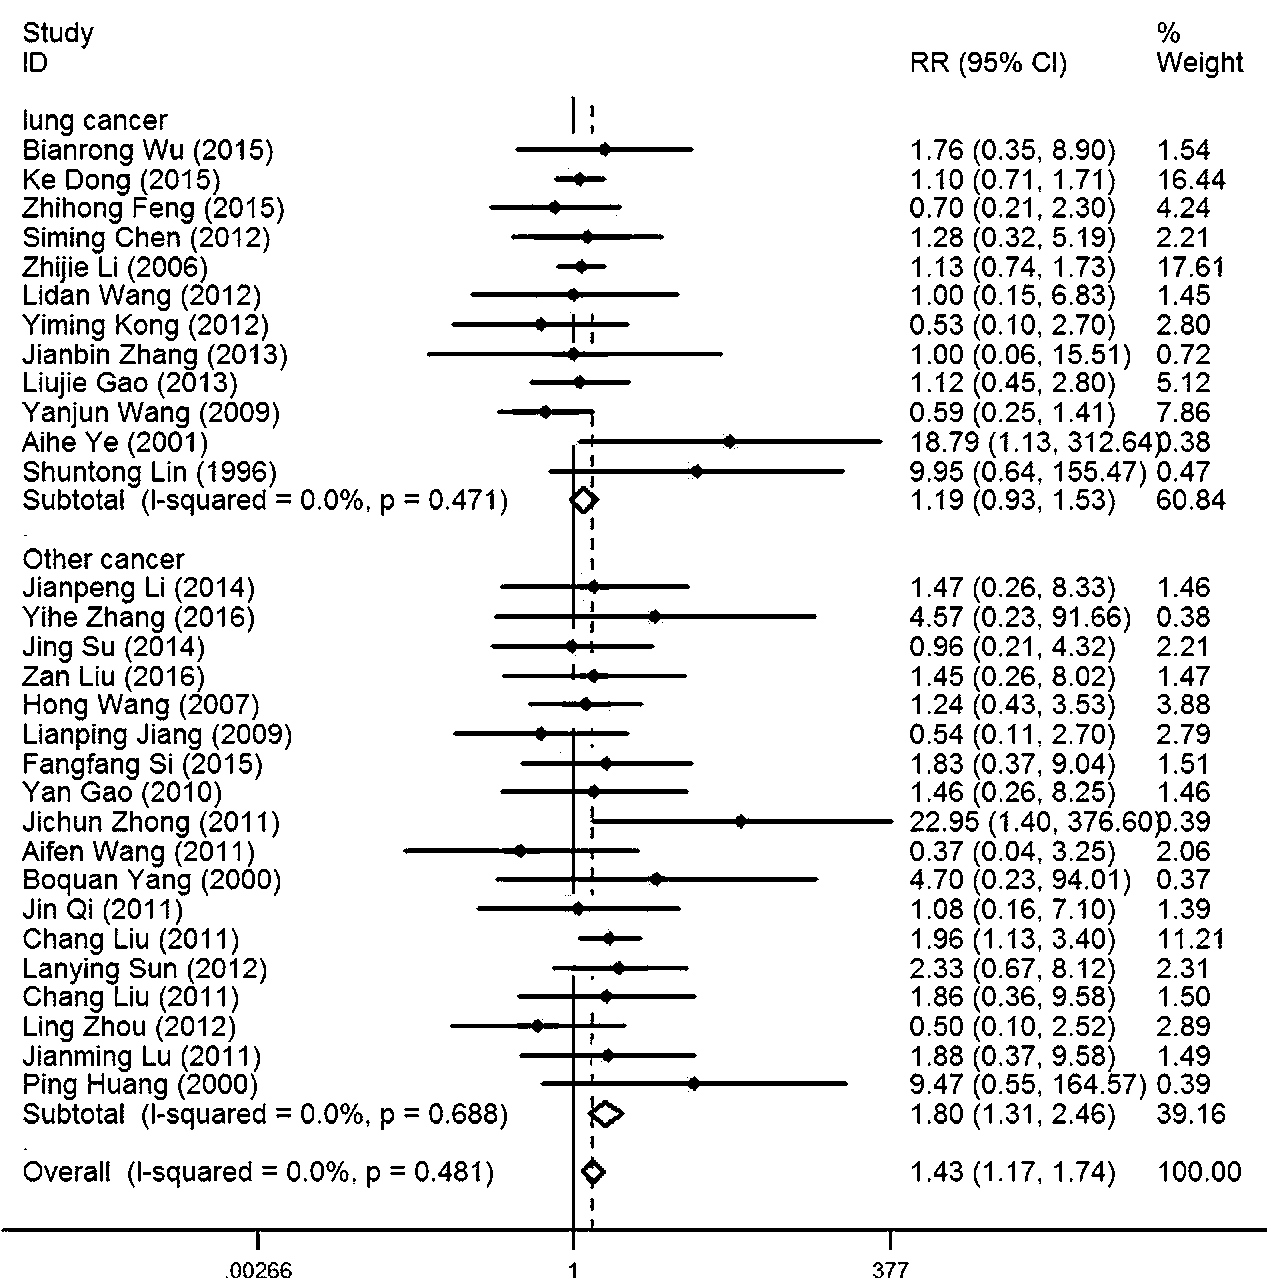 Study %
ID RR (95% CI) Weight
lung cancer
Bianrong Wu (2015) 1.76 (0.35, 8.90) 1.54
Ke Dong (2015) 1.10 (0.71, 1.71) 16.44
Zhihong Feng (2015) 0.70 (0.21, 2.30) 4.24
Siming Chen (2012) 1.28 (0.32, 5.19) 2.21
Zhijie Li (2006) 1.13 (0.74, 1.73) 17.61
Lidan Wang (2012) 1.00 (0.15, 6.83) 1.45
Yiming Kong (2012) 0.53 (0.10, 2.70) 2.80
Jianbin Zhang (2013) 1.00 (0.06, 15.51) 0.72
Liujie Gao (2013) 1.12 (0.45, 2.80) 5.12
Yanjun Wang (2009) 0.59 (0.25, 1.41) 7.86
Aihe Ye (2001) 18.79 (1.13, 312.64) 0.38
Shuntong Lin (1996) 9.95 (0.64, 155.47) 0.47
Subtotal (I-squared = 0.0%, p = 0.471) 1.19 (0.93, 1.53) 60.84
.
Other cancer
Jianpeng Li (2014) 1.47 (0.26, 8.33) 1.46
Yihe Zhang (2016) 4.57 (0.23, 91.66) 0.38
Jing Su (2014) 0.96 (0.21, 4.32) 2.21
Zan Liu (2016) 1.45 (0.26, 8.02) 1.47
Hong Wang (2007) 1.24 (0.43, 3.53) 3.88
Lianping Jiang (2009) 0.54 (0.11, 2.70) 2.79
Fangfang Si (2015) 1.83 (0.37, 9.04) 1.51
Yan Gao (2010) 1.46 (0.26, 8.25) 1.46
Jichun Zhong (2011) 22.95 (1.40, 376.60) 0.39
Aifen Wang (2011) 0.37 (0.04, 3.25) 2.06
Boquan Yang (2000) 4.70 (0.23, 94.01) 0.37
Jin Qi (2011) 1.08 (0.16, 7.10) 1.39
Chang Liu (2011) 1.96 (1.13, 3.40) 11.21
Lanying Sun (2012) 2.33 (0.67, 8.12) 2.31
Chang Liu (2011) 1.86 (0.36, 9.58) 1.50
Ling Zhou (2012) 0.50 (0.10, 2.52) 2.89
Jianming Lu (2011) 1.88 (0.37, 9.58) 1.49
Ping Huang (2000) 9.47 (0.55, 164.57) 0.39
Subtotal (I-squared = 0.0%, p = 0.688) 1.80 (1.31, 2.46) 39.16
.
Overall (I-squared = 0.0%, p = 0.481) 1.43 (1.17, 1.74) 100.00
.00266 1 377